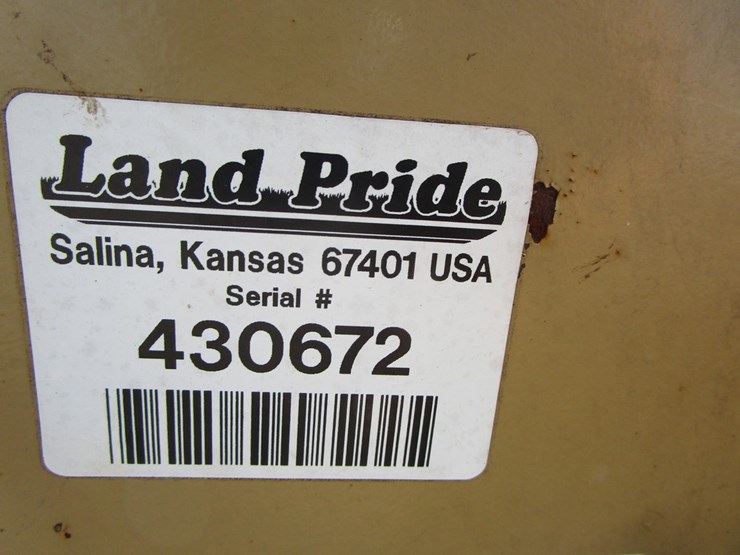 Land Pride
Salina, Kansas 67401 USA
Serial #
430672